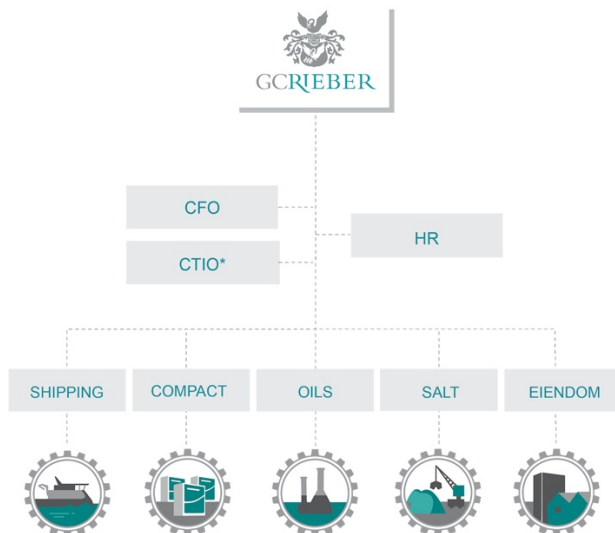 GCRIEBER
CFO
HR
CTIO*
SHIPPING
COMPACT
OILS
SALT
EIENDOM